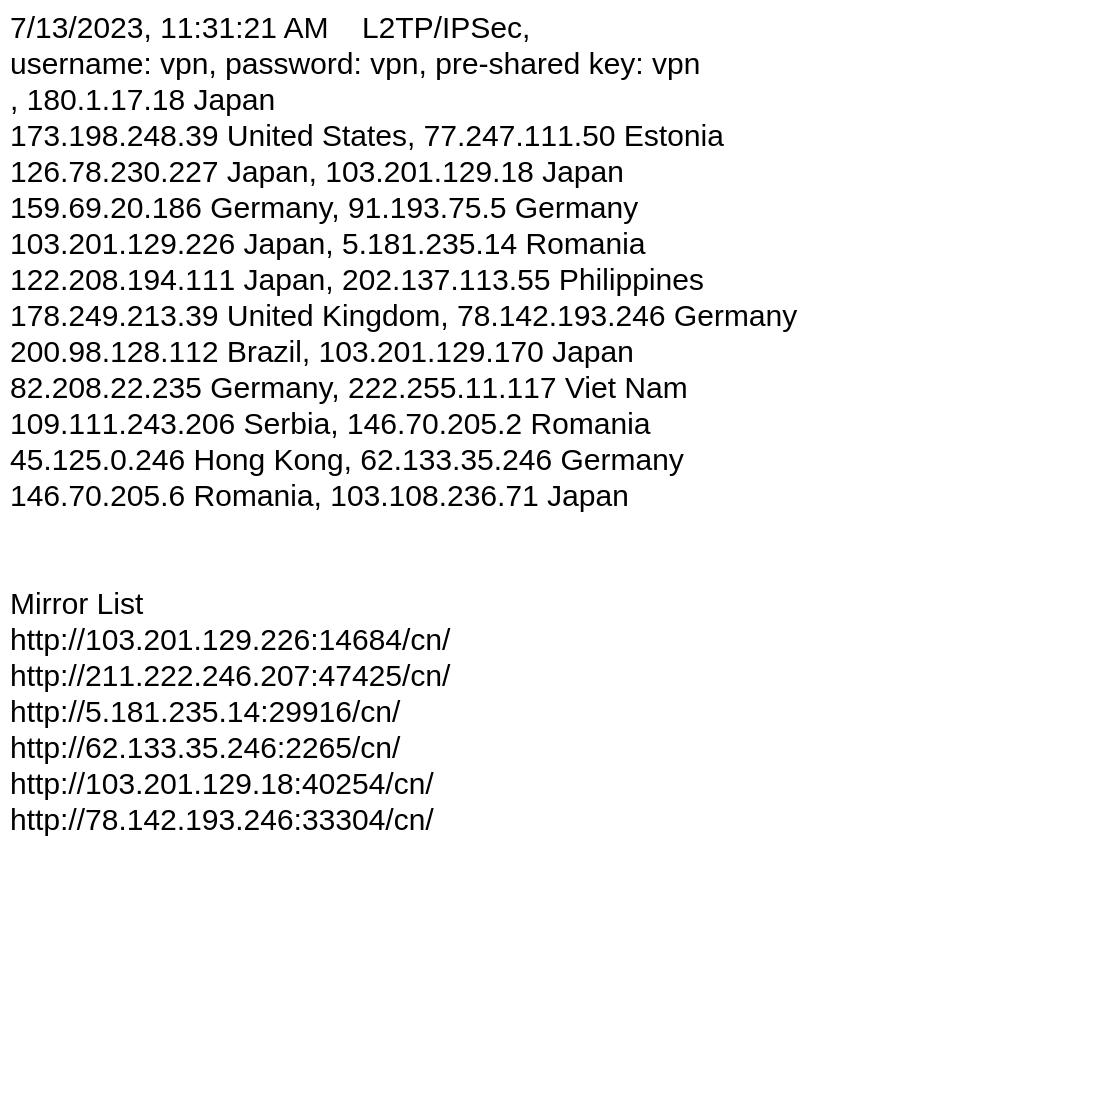 7/13/2023, 11:31:21 AM    L2TP/IPSec,
username: vpn, password: vpn, pre-shared key: vpn
, 180.1.17.18 Japan
173.198.248.39 United States, 77.247.111.50 Estonia
126.78.230.227 Japan, 103.201.129.18 Japan
159.69.20.186 Germany, 91.193.75.5 Germany
103.201.129.226 Japan, 5.181.235.14 Romania
122.208.194.111 Japan, 202.137.113.55 Philippines
178.249.213.39 United Kingdom, 78.142.193.246 Germany
200.98.128.112 Brazil, 103.201.129.170 Japan
82.208.22.235 Germany, 222.255.11.117 Viet Nam
109.111.243.206 Serbia, 146.70.205.2 Romania
45.125.0.246 Hong Kong, 62.133.35.246 Germany
146.70.205.6 Romania, 103.108.236.71 Japan
Mirror List
http://103.201.129.226:14684/cn/
http://211.222.246.207:47425/cn/
http://5.181.235.14:29916/cn/
http://62.133.35.246:2265/cn/
http://103.201.129.18:40254/cn/
http://78.142.193.246:33304/cn/